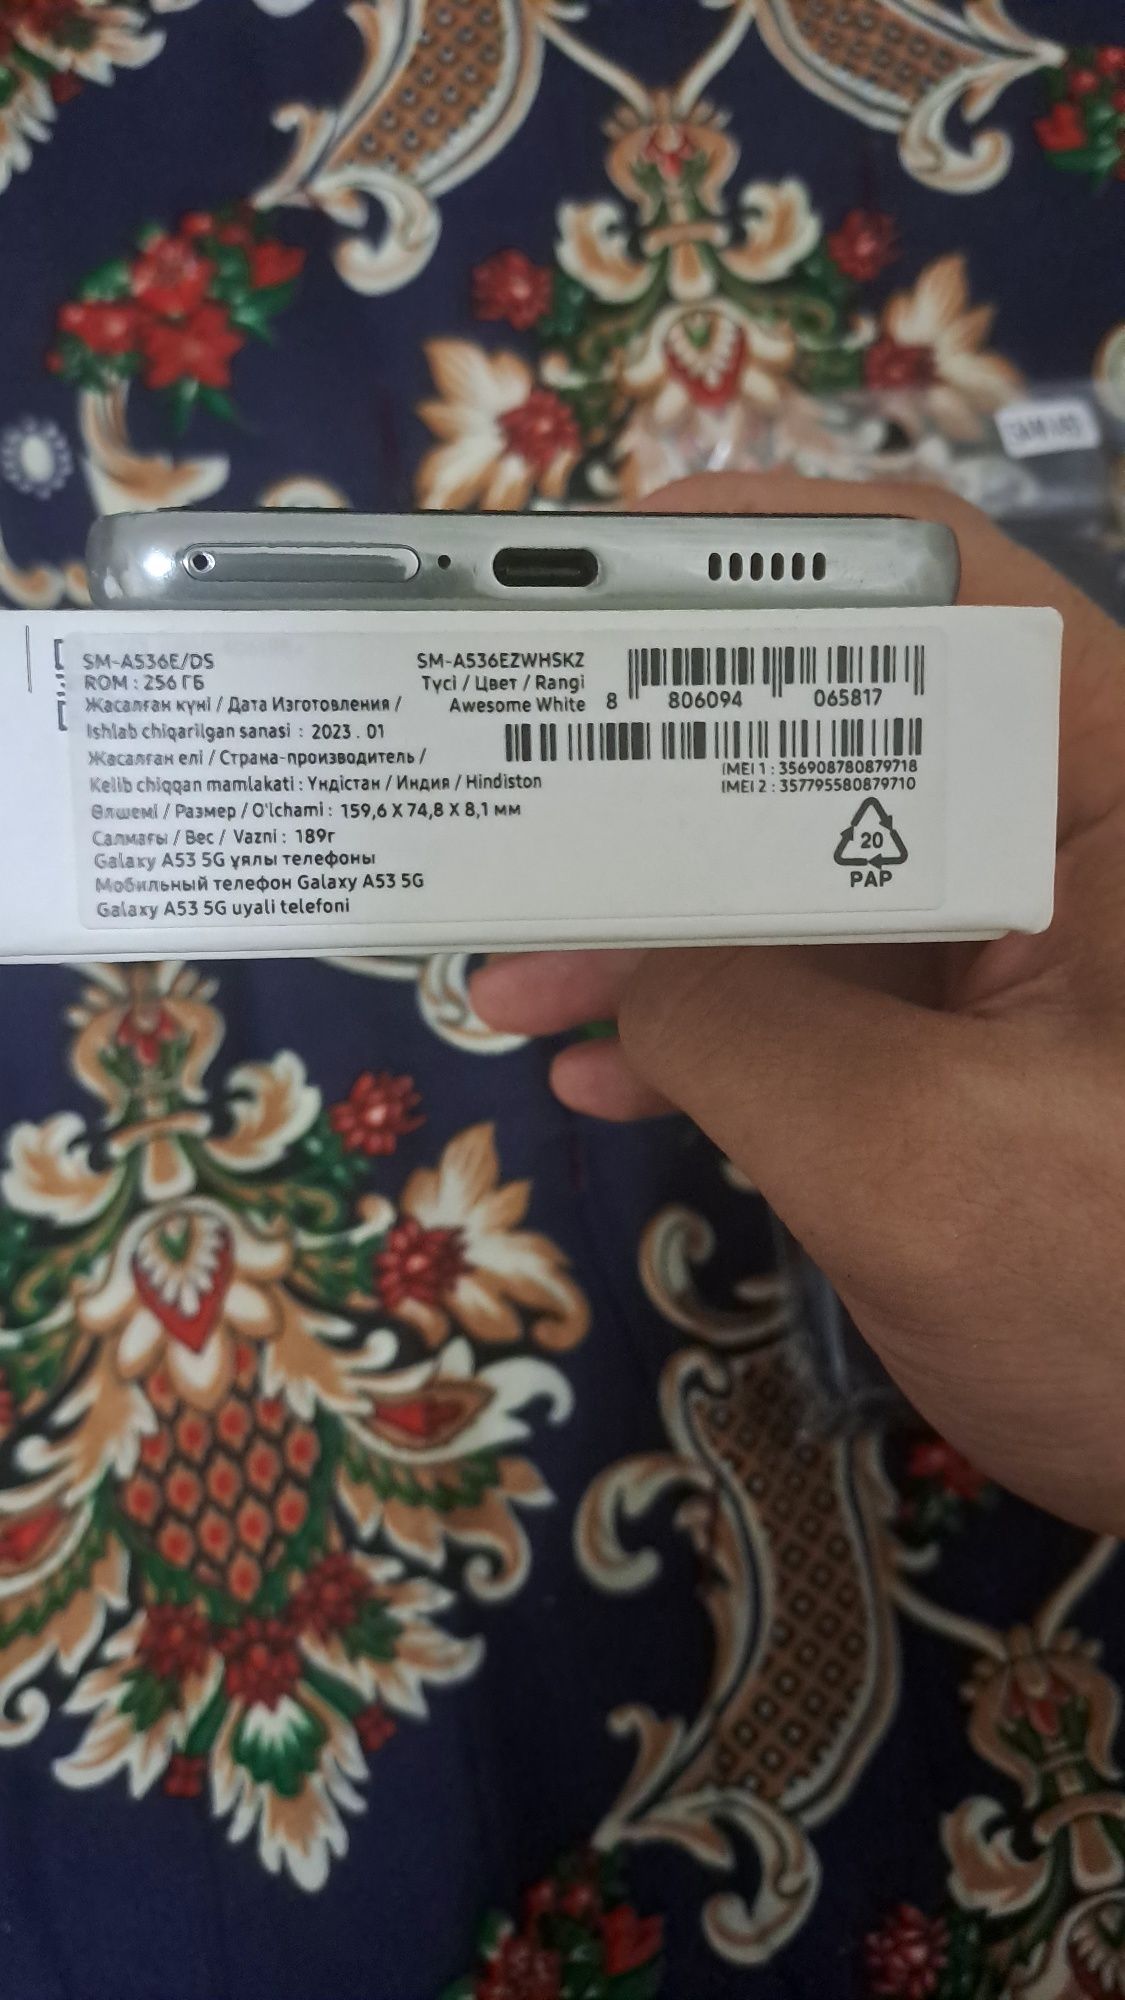 SAMSUNG
SM-A536E/DS
ROM : 256 ГБ
Жасалған күні / Дата Изготовления /
Ishlab chiqarilgan sanasi : 2023 . 01
Жасалған елі / Страна-производитель /
Kelib chiqqan mamlakati : Үндістан / Индия / Hindiston
Өлшемі / Размер / O'lchami : 159,6 X 74,8 X 8,1 мм
Салмағы / Вес / Vazni : 189г
Galaxy A53 5G ұялы телефоны
Мобильный телефон Galaxy A53 5G
Galaxy A53 5G uyali telefoni
SM-A536EZWHSKZ
Түсі / Цвет / Rangi
Awesome White
8 806094 065817
IMEI 1 : 356908780879718
IMEI 2 : 357795580879710
20
PAP